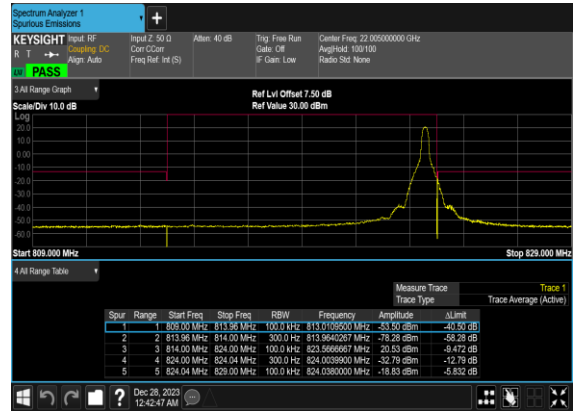 Spectrum Analyzer 1
Spurious Emissions
KEYSIGHT Input: RF Input Z: 50 Ω Atten: 40 dB Trig: Free Run Center Freq: 22.005000000 GHz
R T Coupling: DC Corr CCorr Gate: Off Avg|Hold: 100/100
Align: Auto Freq Ref: Int (S) IF Gain: Low Radio Std: None
LW PASS
3 All Range Graph Ref Lvl Offset 7.50 dB
Scale/Div 10.0 dB Ref Value 30.00 dBm
Log
20.0
10.0
0.00
-10.0
-20.0
-30.0
-40.0
-50.0
-60.0
Start 809.000 MHz Stop 829.000 MHz
4 All Range Table
Measure Trace Trace 1
Trace Type Trace Average (Active)
Spur Range Start Freq Stop Freq RBW Frequency Amplitude ΔLimit
1 1 809.00 MHz 813.96 MHz 100.0 kHz 813.0109500 MHz -53.50 dBm -40.50 dB
2 2 813.96 MHz 814.00 MHz 300.0 Hz 813.9640267 MHz -78.28 dBm -58.28 dB
3 3 814.00 MHz 824.00 MHz 100.0 kHz 823.5666667 MHz 20.53 dBm -9.472 dB
4 4 824.00 MHz 824.04 MHz 300.0 Hz 824.0039900 MHz -32.79 dBm -12.79 dB
5 5 824.04 MHz 829.00 MHz 100.0 kHz 824.0380000 MHz -18.83 dBm -5.832 dB
? Dec 28, 2023
12:42:47 AM